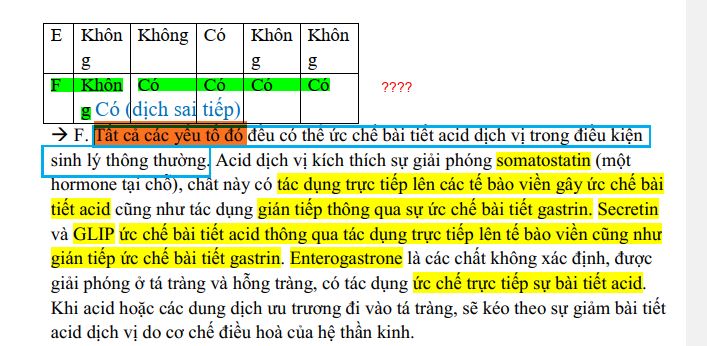 E Khôn Không Có Khôn Khôn
g g g
F Khôn Có Có Có Có ????
g Có (dịch sai tiếp)
→ F. Tất cả các yếu tố đó đều có thể ức chế bài tiết acid dịch vị trong điều kiện
sinh lý thông thường. Acid dịch vị kích thích sự giải phóng somatostatin (một
hormone tại chỗ), chất này có tác dụng trực tiếp lên các tế bào viền gây ức chế bài
tiết acid cũng như tác dụng gián tiếp thông qua sự ức chế bài tiết gastrin. Secretin
và GLIP ức chế bài tiết acid thông qua tác dụng trực tiếp lên tế bào viền cũng như
gián tiếp ức chế bài tiết gastrin. Enterogastrone là các chất không xác định, được
giải phóng ở tá tràng và hỗng tràng, có tác dụng ức chế trực tiếp sự bài tiết acid.
Khi acid hoặc các dung dịch ưu trương đi vào tá tràng, sẽ kéo theo sự giảm bài tiết
acid dịch vị do cơ chế điều hoà của hệ thần kinh.